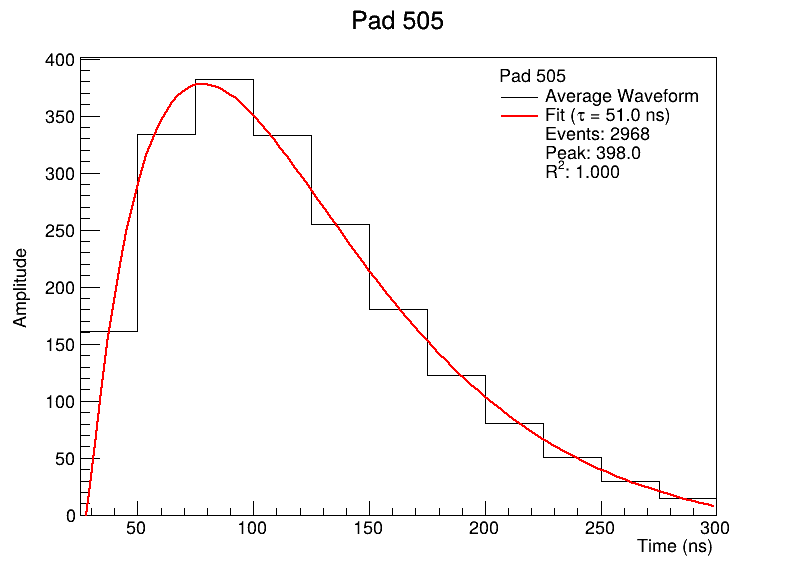 Pad 505
Pad 505
Average Waveform
Fit (τ = 51.0 ns)
Events: 2968
Peak: 398.0
R²: 1.000
400
350
300
250
200
150
100
50
0
Amplitude
50 100 150 200 250 300
Time (ns)